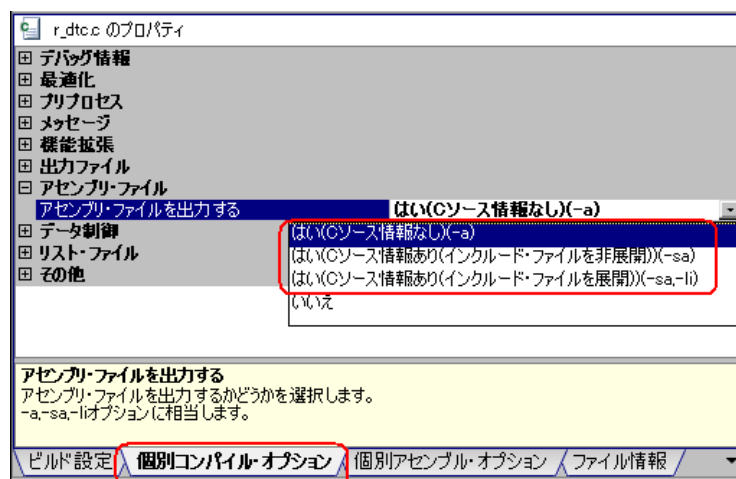 r_dtc.c のプロパティ
デバッグ情報
最適化
プリプロセス
メッセージ
機能拡張
出力ファイル
アセンブリ・ファイル
アセンブリ・ファイルを出力する はい(Cソース情報なし)(-a)
データ制御 はい(Cソース情報なし)(-a)
リスト・ファイル はい(Cソース情報あり(インクルード・ファイルを非展開))(-sa)
その他 はい(Cソース情報あり(インクルード・ファイルを展開))(-sa,-li)
いいえ
アセンブリ・ファイルを出力する
アセンブリ・ファイルを出力するかどうかを選択します。
-a,-sa,-liオプションに相当します。
ビルド設定 個別コンパイル・オプション 個別アセンブル・オプション ファイル情報